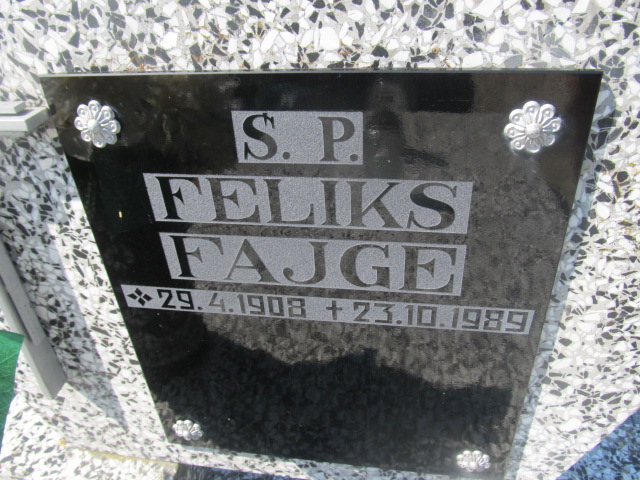 S. P.
FELIKS
FAJGE
✥ 29.4.1908 + 23.10.1989